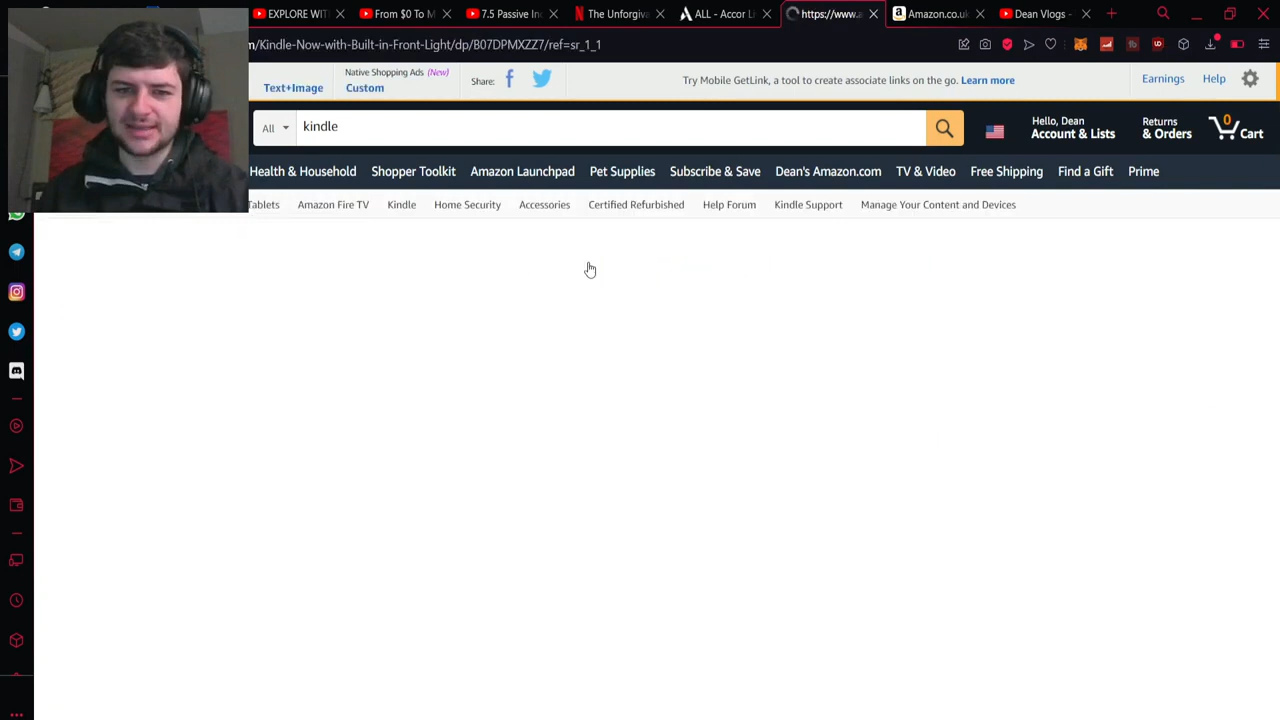 EXPLORE WIT
From $0 To M
7.5 Passive In
The Unforgiva
ALL - Accor Li
https://www.a
Amazon.co.uk
Dean Vlogs -
/Kindle-Now-with-Built-in-Front-Light/dp/B07DPMXZZ7/ref=sr_1_1
Text+Image
Native Shopping Ads (New)
Custom
Share:
Try Mobile GetLink, a tool to create associate links on the go. Learn more
Earnings
Help
All
kindle
Hello, Dean
Account & Lists
Returns
& Orders
0
Cart
Health & Household
Shopper Toolkit
Amazon Launchpad
Pet Supplies
Subscribe & Save
Dean's Amazon.com
TV & Video
Free Shipping
Find a Gift
Prime
Tablets
Amazon Fire TV
Kindle
Home Security
Accessories
Certified Refurbished
Help Forum
Kindle Support
Manage Your Content and Devices